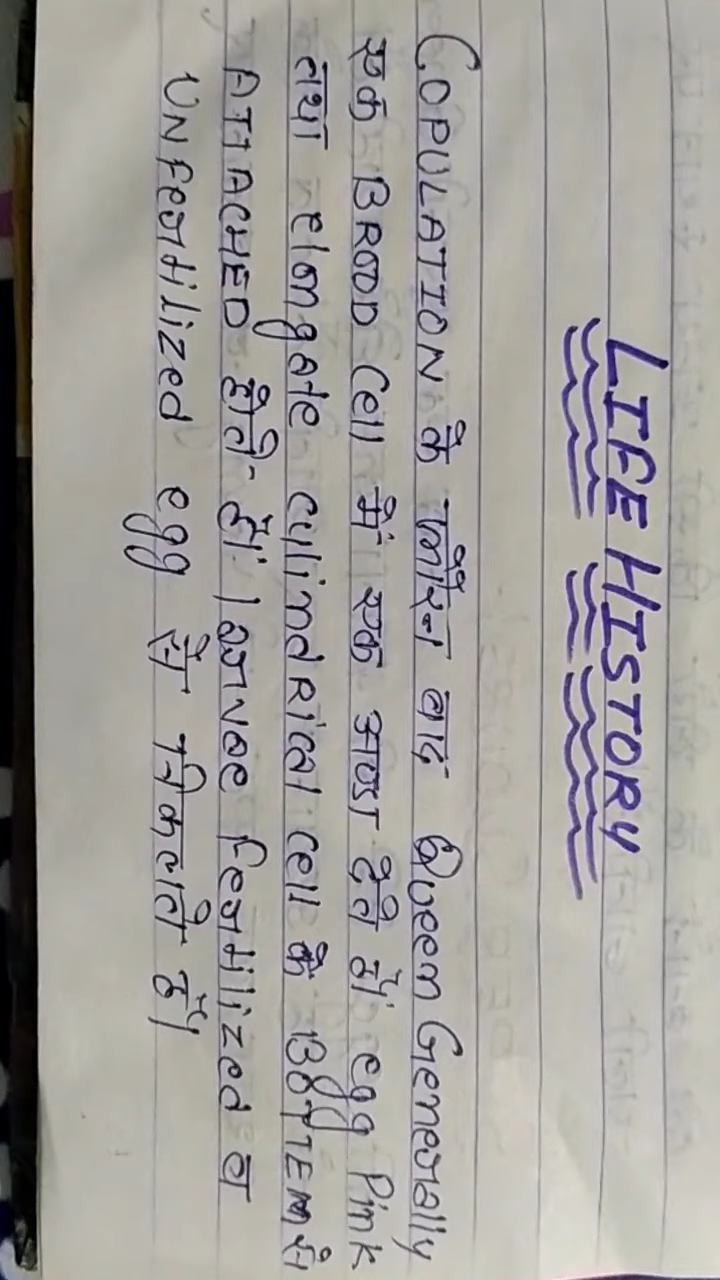 LIFE HISTORY
COPULATION के तीन बाद Queen Generally
एक BROOD Cell में एक अण्डा देते हैं। egg Pink
तथा elongate cylindRical cell के BOTTEM से
ATTACHED होते हैं। Larvae fertilized व
UNfertilized egg से निकलते हैं।